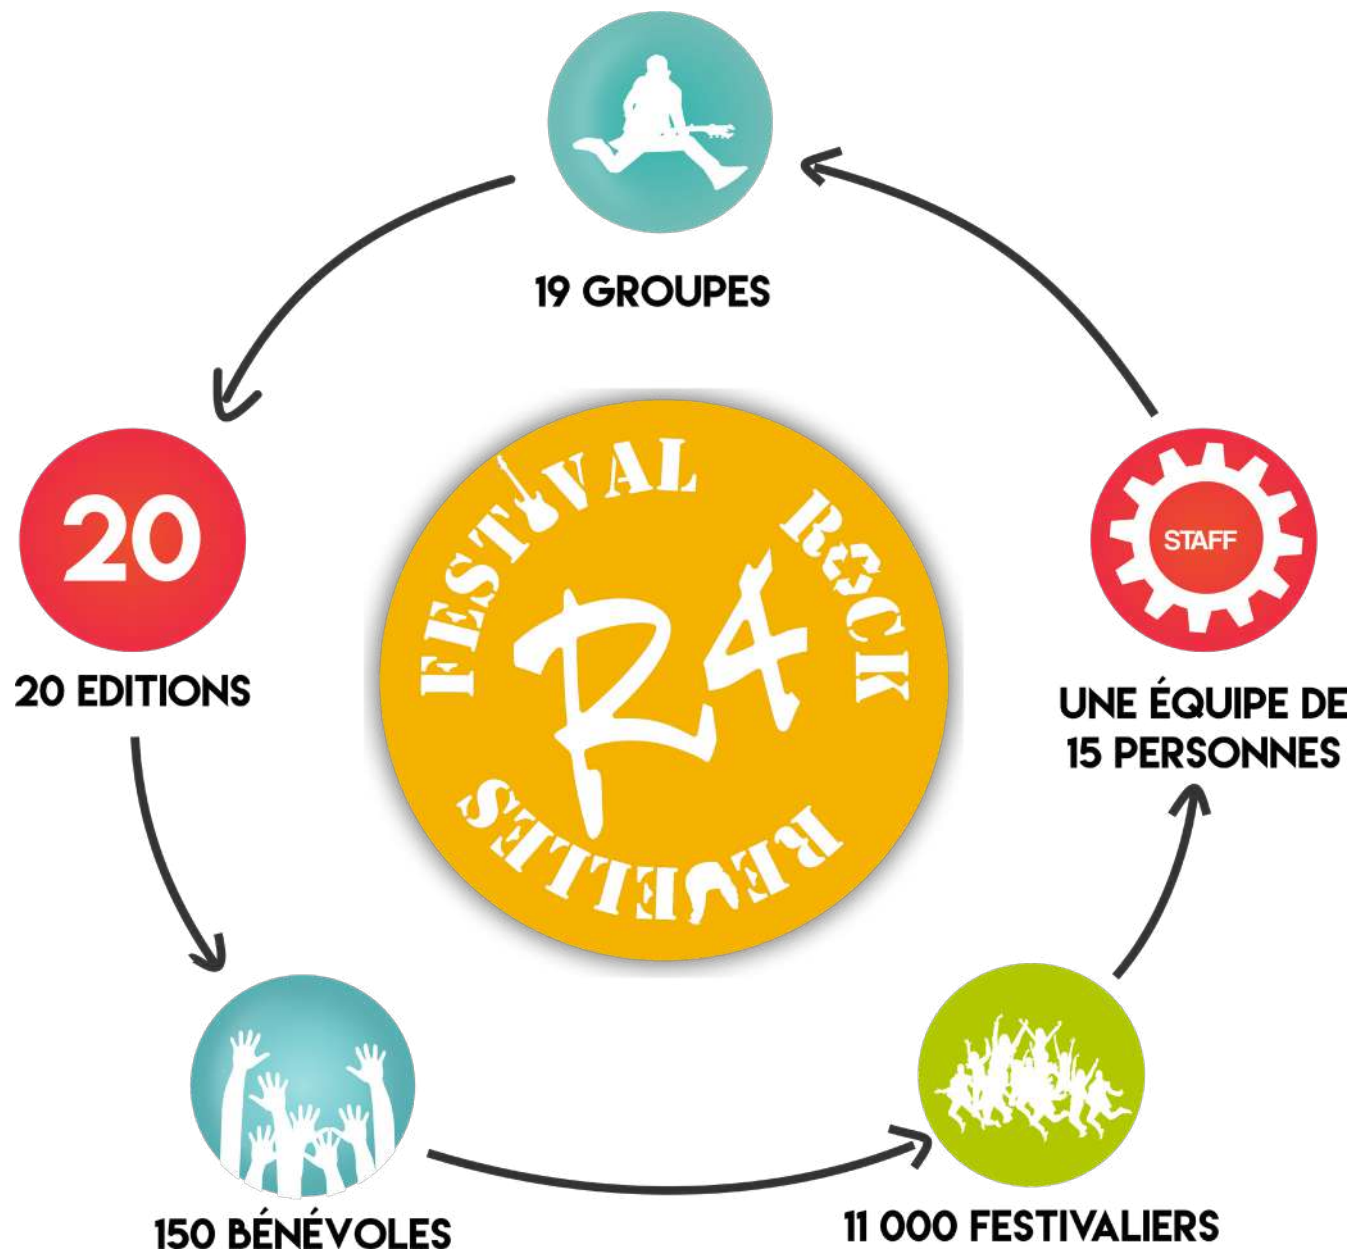 19 GROUPES
20
20 EDITIONS
FESTIVAL ROCK
R4
REVELLES
STAFF
UNE ÉQUIPE DE
15 PERSONNES
150 BÉNÉVOLES
11 000 FESTIVALIERS